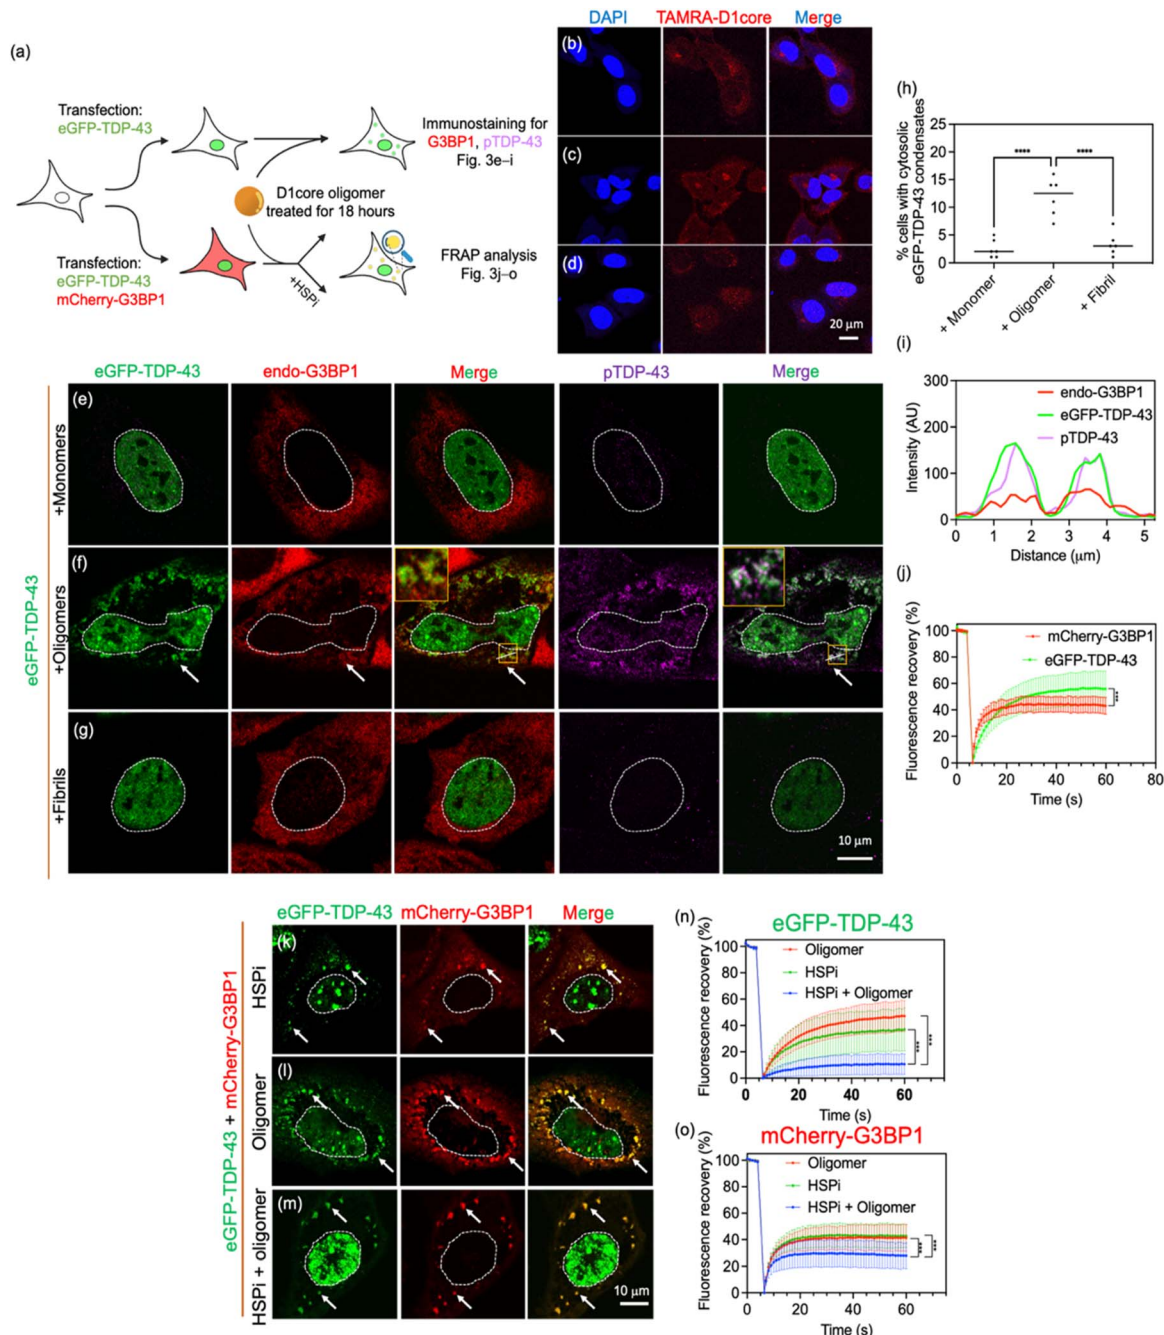 (a)
Transfection:
eGFP-TDP-43
Immunostaining for
G3BP1, pTDP-43
Fig. 3e–i
D1core oligomer
treated for 18 hours
Transfection:
eGFP-TDP-43
mCherry-G3BP1
+HSPi
FRAP analysis
Fig. 3j–o
DAPI TAMRA-D1core Merge
(b)
(c)
(d)
20 μm
(h)
% cells with cytosolic
eGFP-TDP-43 condensates
25
20
15
10
5
0
**** ****
+ Monomer
+ Oligomer
+ Fibril
eGFP-TDP-43 endo-G3BP1 Merge pTDP-43 Merge
eGFP-TDP-43
+Monomers
(e)
+Oligomers
(f)
+Fibrils
(g)
10 μm
(i)
Intensity (AU)
300
200
100
0
endo-G3BP1
eGFP-TDP-43
pTDP-43
0 1 2 3 4 5
Distance (μm)
(j)
Fluorescence recovery (%)
100
80
60
40
20
0
mCherry-G3BP1
eGFP-TDP-43
***
0 20 40 60 80
Time (s)
eGFP-TDP-43 mCherry-G3BP1 Merge
eGFP-TDP-43 + mCherry-G3BP1
HSPi
(k)
Oligomer
(l)
HSPi + oligomer
(m)
10 μm
(n)
eGFP-TDP-43
Fluorescence recovery (%)
100
80
60
40
20
0
Oligomer
HSPi
HSPi + Oligomer
*** ***
0 20 40 60
Time (s)
(o)
mCherry-G3BP1
Fluorescence recovery (%)
100
80
60
40
20
0
Oligomer
HSPi
HSPi + Oligomer
**** ***
0 20 40 60
Time (s)